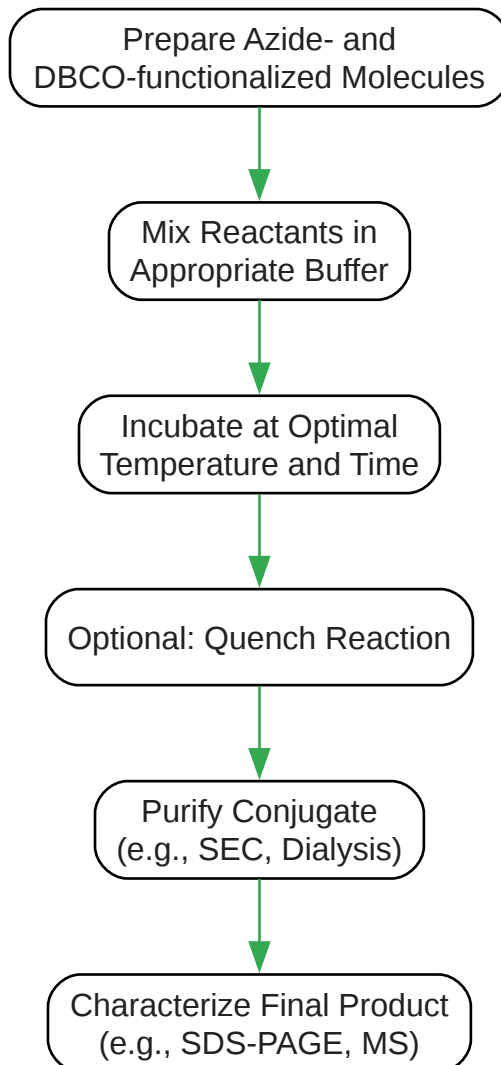 Prepare Azide- and
DBCO-functionalized Molecules
Mix Reactants in
Appropriate Buffer
Incubate at Optimal
Temperature and Time
Optional: Quench Reaction
Purify Conjugate
(e.g., SEC, Dialysis)
Characterize Final Product
(e.g., SDS-PAGE, MS)